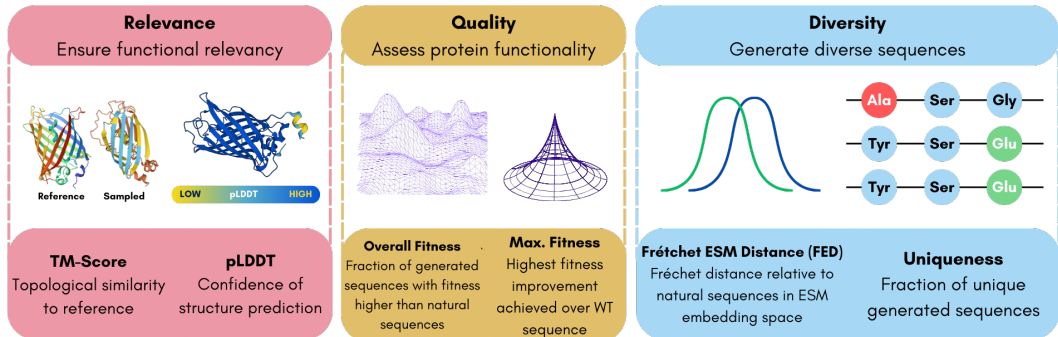 Relevance
Ensure functional relevancy
Quality
Assess protein functionality
Diversity
Generate diverse sequences
Reference
Sampled
LOW
pLDDT
HIGH
Ala
Ser
Gly
Tyr
Ser
Glu
Tyr
Ser
Glu
TM-Score
Topological similarity
to reference
pLDDT
Confidence of
structure prediction
Overall Fitness
Fraction of generated
sequences with fitness
higher than natural
sequences
Max. Fitness
Highest fitness
improvement
achieved over WT
sequence
Frétchet ESM Distance (FED)
Fréchet distance relative to
natural sequences in ESM
embedding space
Uniqueness
Fraction of unique
generated sequences